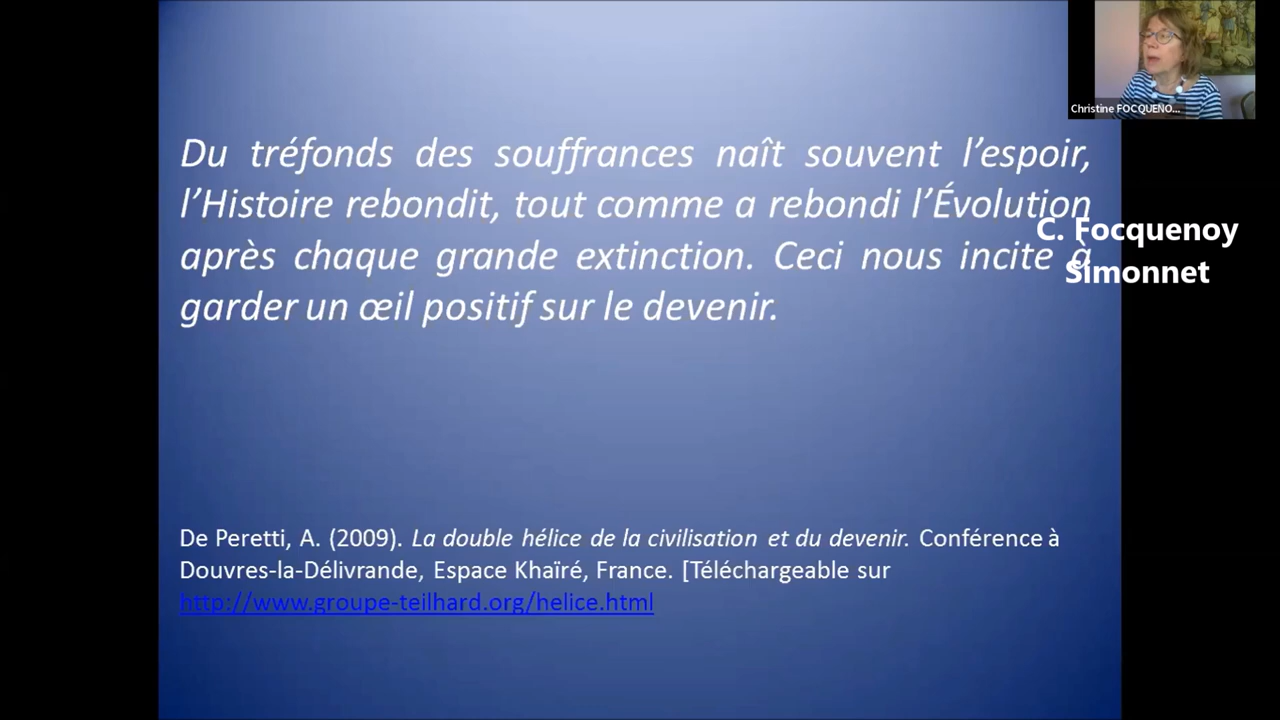 Du tréfonds des souffrances naît souvent l’espoir,
l’Histoire rebondit, tout comme a rebondi l’Évolution
après chaque grande extinction. Ceci nous incite à
garder un œil positif sur le devenir.
De Peretti, A. (2009). La double hélice de la civilisation et du devenir. Conférence à
Douvres-la-Délivrande, Espace Khaïré, France. [Téléchargeable sur
http://www.groupe-teilhard.org/helice.html
Christine FOCQUENO...
C. Focquenoy
Simonnet